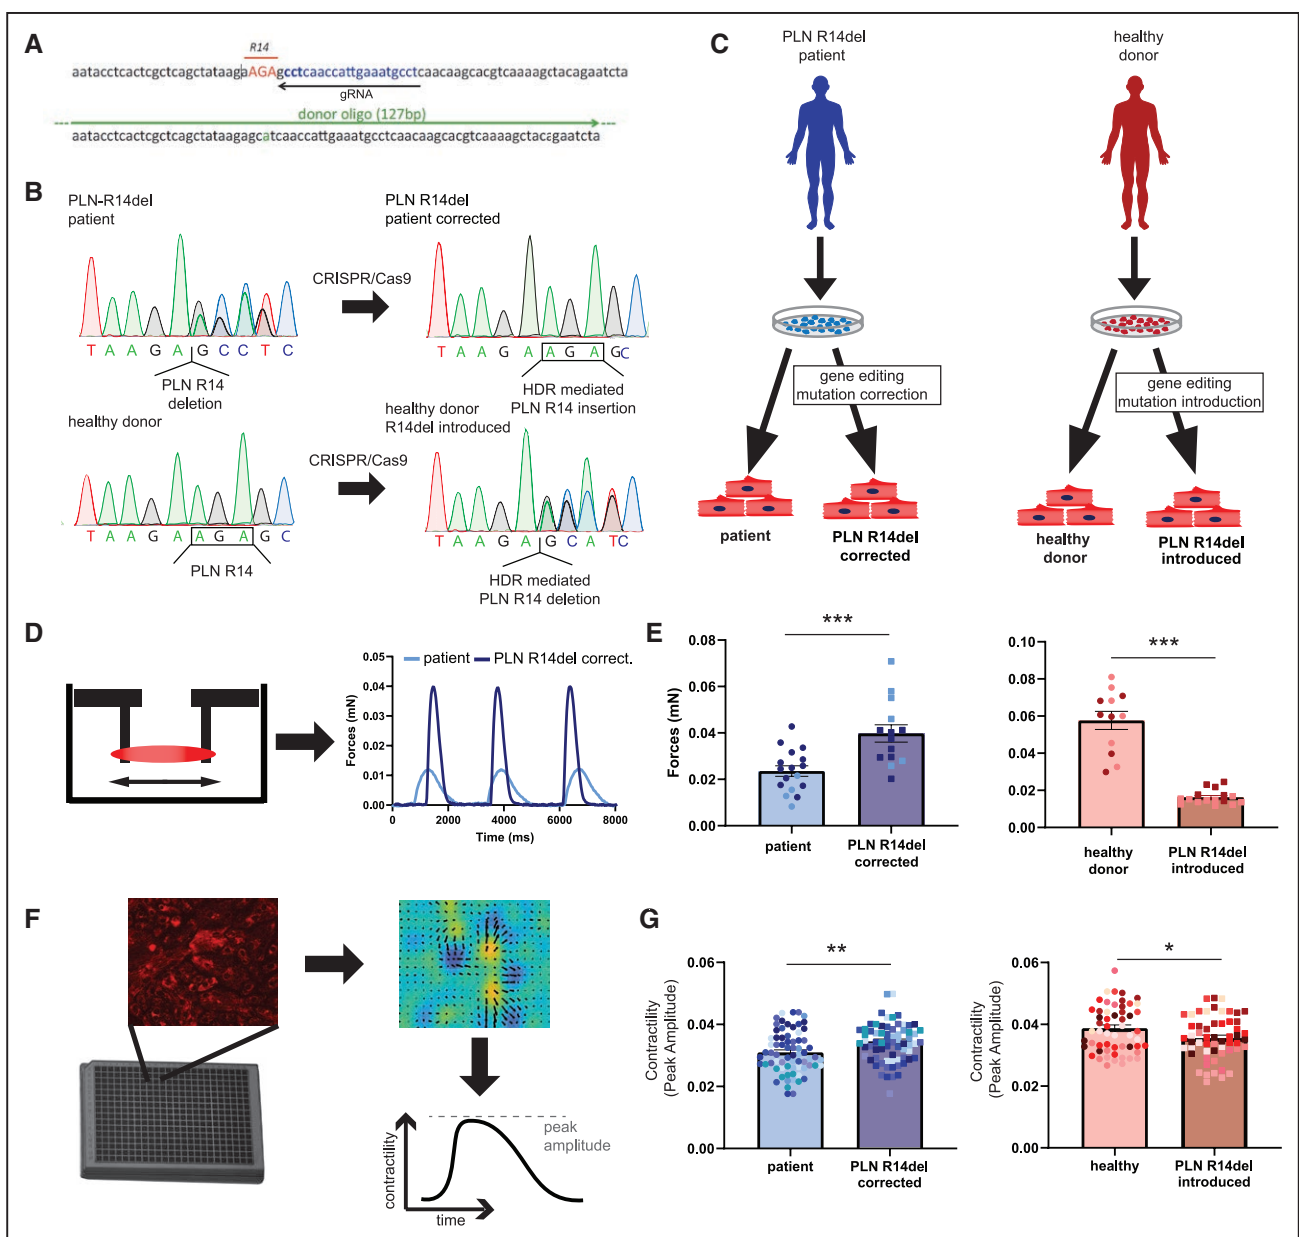 A
R14
aatacctcactcgctcagctataagaAGAgcctcaaccattgaaatgcctcaacaagcacgtcaaaagctacagaatcta
gRNA
donor oligo (127bp)
aatacctcactcgctcagctataagagcatcaaccattgaaatgcctcaacaagcacgtcaaaagctacagaatcta
B
PLN-R14del
patient
CRISPR/Cas9
PLN R14del
patient corrected
T A A G A G C C T C
T A A G A A G A G C
PLN R14
deletion
HDR mediated
PLN R14 insertion
healthy donor
CRISPR/Cas9
healthy donor
R14del introduced
T A A G A A G A G C
T A A G A G C A T C
PLN R14
HDR mediated
PLN R14 deletion
C
PLN R14del
patient
healthy
donor
gene editing
mutation correction
gene editing
mutation introduction
patient
PLN R14del
corrected
healthy
donor
PLN R14del
introduced
D
patient
PLN R14del correct.
Forces (mN)
0.05
0.04
0.03
0.02
0.01
0.00
0
2000
4000
6000
8000
Time (ms)
E
Forces (mN)
0.08
0.06
0.04
0.02
0.00
***
patient
PLN R14del
corrected
0.10
0.08
0.06
0.04
0.02
0.00
***
healthy
donor
PLN R14del
introduced
F
contractility
peak
amplitude
time
G
Contractility
(Peak Amplitude)
0.06
0.04
0.02
0.00
**
patient
PLN R14del
corrected
Contractility
(Peak Amplitude)
0.06
0.04
0.02
0.00
*
healthy
PLN R14del
introduced